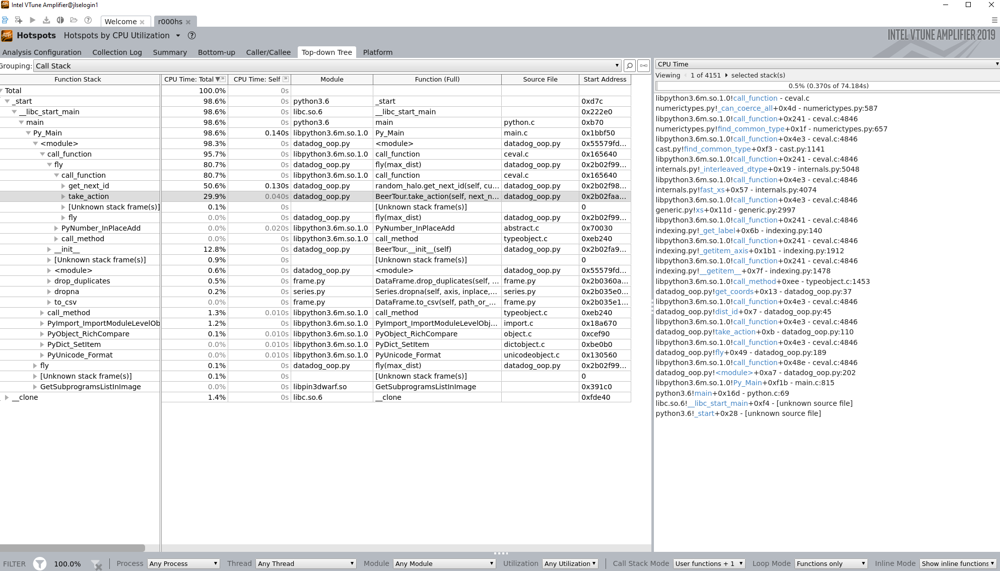 Intel VTune Amplifier@jlselogin1
Welcome
r000hs
Hotspots Hotspots by CPU Utilization
INTEL VTUNE AMPLIFIER 2019
Analysis Configuration Collection Log Summary Bottom-up Caller/Callee Top-down Tree Platform
Grouping: Call Stack
Function Stack CPU Time: Total CPU Time: Self Module Function (Full) Source File Start Address
Total 100.0% 0s
_start 98.6% 0s python3.6 _start 0xd7c
__libc_start_main 98.6% 0s libc.so.6 __libc_start_main 0x222e0
main 98.6% 0s python3.6 main python.c 0xb70
Py_Main 98.6% 0.140s libpython3.6m.so.1.0 Py_Main main.c 0x1bbf50
<module> 98.3% 0s datadog_oop.py <module> datadog_oop.py 0x55579fd...
call_function 95.7% 0s libpython3.6m.so.1.0 call_function ceval.c 0x165640
fly 80.7% 0s datadog_oop.py fly(max_dist) datadog_oop.py 0x2b02f99...
call_function 80.7% 0s libpython3.6m.so.1.0 call_function ceval.c 0x165640
get_next_id 50.6% 0.130s datadog_oop.py random_halo.get_next_id(self, cu... datadog_oop.py 0x2b02f98...
take_action 29.9% 0.040s datadog_oop.py BeerTour.take_action(self, next_n... datadog_oop.py 0x2b02faa...
[Unknown stack frame(s)] 0.1% 0s [Unknown stack frame(s)] 0
fly 0.0% 0s datadog_oop.py fly(max_dist) datadog_oop.py 0x2b02f99...
PyNumber_InPlaceAdd 0.0% 0.020s libpython3.6m.so.1.0 PyNumber_InPlaceAdd abstract.c 0x70030
call_method 0.0% 0s libpython3.6m.so.1.0 call_method typeobject.c 0xeb240
__init__ 12.8% 0s datadog_oop.py BeerTour.__init__(self) datadog_oop.py 0x2b02fa9...
[Unknown stack frame(s)] 0.9% 0s [Unknown stack frame(s)] 0
<module> 0.6% 0s datadog_oop.py <module> datadog_oop.py 0x55579fd...
drop_duplicates 0.5% 0s frame.py DataFrame.drop_duplicates(self, ... frame.py 0x2b0360a...
dropna 0.2% 0s series.py Series.dropna(self, axis, inplace,... series.py 0x2b035e0...
to_csv 0.0% 0s frame.py DataFrame.to_csv(self, path_or_... frame.py 0x2b035e1...
call_method 1.3% 0.010s libpython3.6m.so.1.0 call_method typeobject.c 0xeb240
PyImport_ImportModuleLevelOb 1.2% 0s libpython3.6m.so.1.0 PyImport_ImportModuleLevelObj... import.c 0x18a670
PyObject_RichCompare 0.1% 0.010s libpython3.6m.so.1.0 PyObject_RichCompare object.c 0xcef90
PyDict_SetItem 0.0% 0.010s libpython3.6m.so.1.0 PyDict_SetItem dictobject.c 0xbe0b0
PyUnicode_Format 0.0% 0.010s libpython3.6m.so.1.0 PyUnicode_Format unicodeobject.c 0x130560
fly 0.1% 0s datadog_oop.py fly(max_dist) datadog_oop.py 0x2b02f99...
[Unknown stack frame(s)] 0.1% 0s [Unknown stack frame(s)] 0
GetSubprogramsListInImage 0.0% 0s libpin3dwarf.so GetSubprogramsListInImage 0x391c0
__clone 1.4% 0s libc.so.6 __clone 0xfde40
CPU Time
Viewing 1 of 4151 selected stack(s)
0.5% (0.370s of 74.184s)
libpython3.6m.so.1.0!call_function - ceval.c
numerictypes.py!_can_coerce_all+0x4d - numerictypes.py:587
libpython3.6m.so.1.0!call_function+0x241 - ceval.c:4846
numerictypes.py!find_common_type+0x1f - numerictypes.py:657
libpython3.6m.so.1.0!call_function+0x4e3 - ceval.c:4846
cast.py!find_common_type+0xf3 - cast.py:1141
libpython3.6m.so.1.0!call_function+0x241 - ceval.c:4846
internals.py!_interleaved_dtype+0x19 - internals.py:5048
libpython3.6m.so.1.0!call_function+0x4e3 - ceval.c:4846
internals.py!fast_xs+0x57 - internals.py:4074
libpython3.6m.so.1.0!call_function+0x4e3 - ceval.c:4846
generic.py!xs+0x11d - generic.py:2997
libpython3.6m.so.1.0!call_function+0x241 - ceval.c:4846
indexing.py!_get_label+0x6b - indexing.py:140
libpython3.6m.so.1.0!call_function+0x241 - ceval.c:4846
indexing.py!_getitem_axis+0x1b1 - indexing.py:1912
libpython3.6m.so.1.0!call_function+0x241 - ceval.c:4846
indexing.py!__getitem__+0x7f - indexing.py:1478
libpython3.6m.so.1.0!call_method+0xee - typeobject.c:1453
datadog_oop.py!get_coords+0x13 - datadog_oop.py:37
libpython3.6m.so.1.0!call_function+0x4e3 - ceval.c:4846
datadog_oop.py!dist_id+0x7 - datadog_oop.py:45
libpython3.6m.so.1.0!call_function+0x4e3 - ceval.c:4846
datadog_oop.py!take_action+0xb - datadog_oop.py:110
libpython3.6m.so.1.0!call_function+0x4e3 - ceval.c:4846
datadog_oop.py!fly+0x49 - datadog_oop.py:189
libpython3.6m.so.1.0!call_function+0x48e - ceval.c:4846
datadog_oop.py!<module>+0xa7 - datadog_oop.py:202
libpython3.6m.so.1.0!Py_Main+0xf1b - main.c:815
python3.6!main+0x16d - python.c:69
libc.so.6!__libc_start_main+0xf4 - [unknown source file]
python3.6!_start+0x28 - [unknown source file]
FILTER 100.0% Process Any Process Thread Any Thread Module Any Module Utilization Any Utilization Call Stack Mode User functions + 1 Loop Mode Functions only Inline Mode Show inline functions